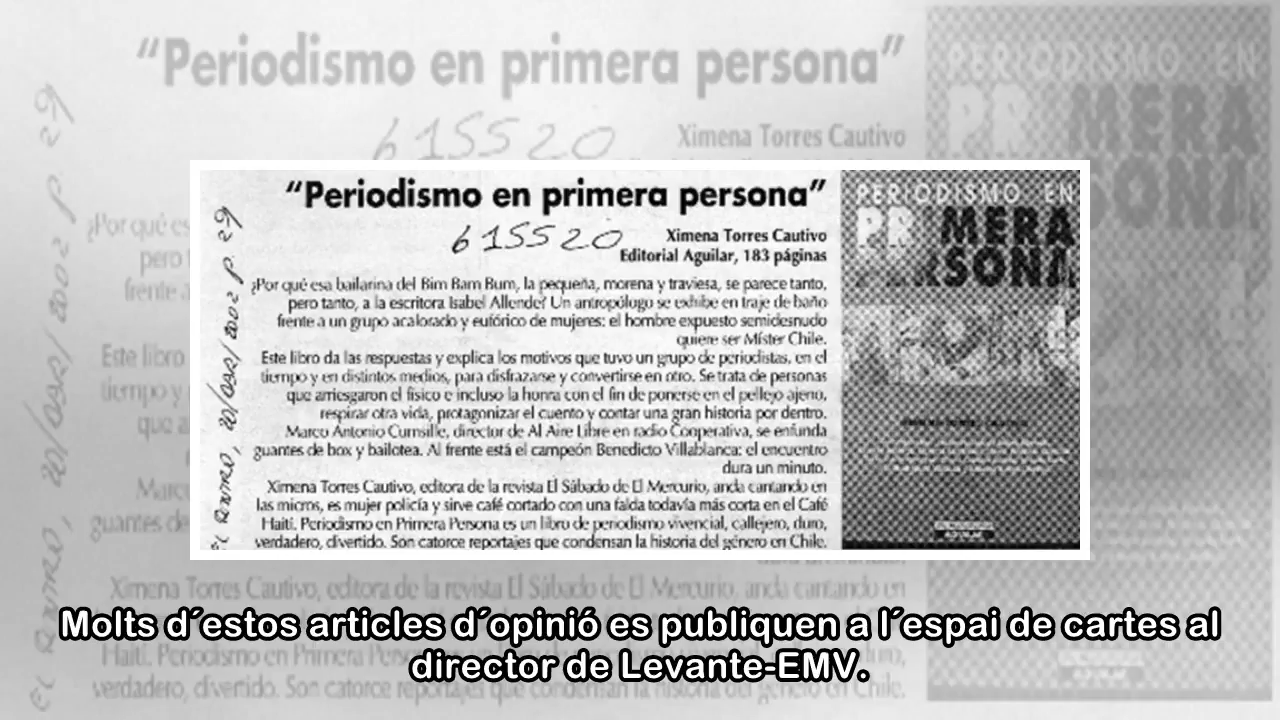 “Periodismo en primera persona”
615520
Ximena Torres Cautivo
Editorial Aguilar, 183 páginas
¿Por qué esa bailarina del Bim Bam Bum, la pequeña, morena y traviesa, se parece tanto,
pero tanto, a la escritora Isabel Allende? Un antropólogo se exhibe en traje de baño
frente a un grupo acalorado y eufórico de mujeres: el hombre expuesto semidesnudo
quiere ser Míster Chile.
Este libro da las respuestas y explica los motivos que tuvo un grupo de periodistas, en el
tiempo y en distintos medios, para disfrazarse y convertirse en otro. Se trata de personas
que arriesgaron el físico e incluso la honra con el fin de ponerse en el pellejo ajeno,
respirar otra vida, protagonizar el cuento y contar una gran historia por dentro.
Marco Antonio Cumsille, director de Al Aire Libre en radio Cooperativa, se enfunda
guantes de box y bailotea. Al frente está el campeón Benedicto Villablanca: el encuentro
dura un minuto.
Ximena Torres Cautivo, editora de la revista El Sábado de El Mercurio, anda cantando en
las micros, es mujer policía y sirve café cortado con una falda todavía más corta en el Café
Haití. Periodismo en Primera Persona es un libro de periodismo vivencial, callejero, duro,
verdadero, divertido. Son catorce reportajes que condensan la historia del género en Chile.
PERIODISMO EN
PRIMERA
PERSONA
AGUILAR
Molts d´estos articles d´opinió es publiquen a l´espai de cartes al
director de Levante-EMV.